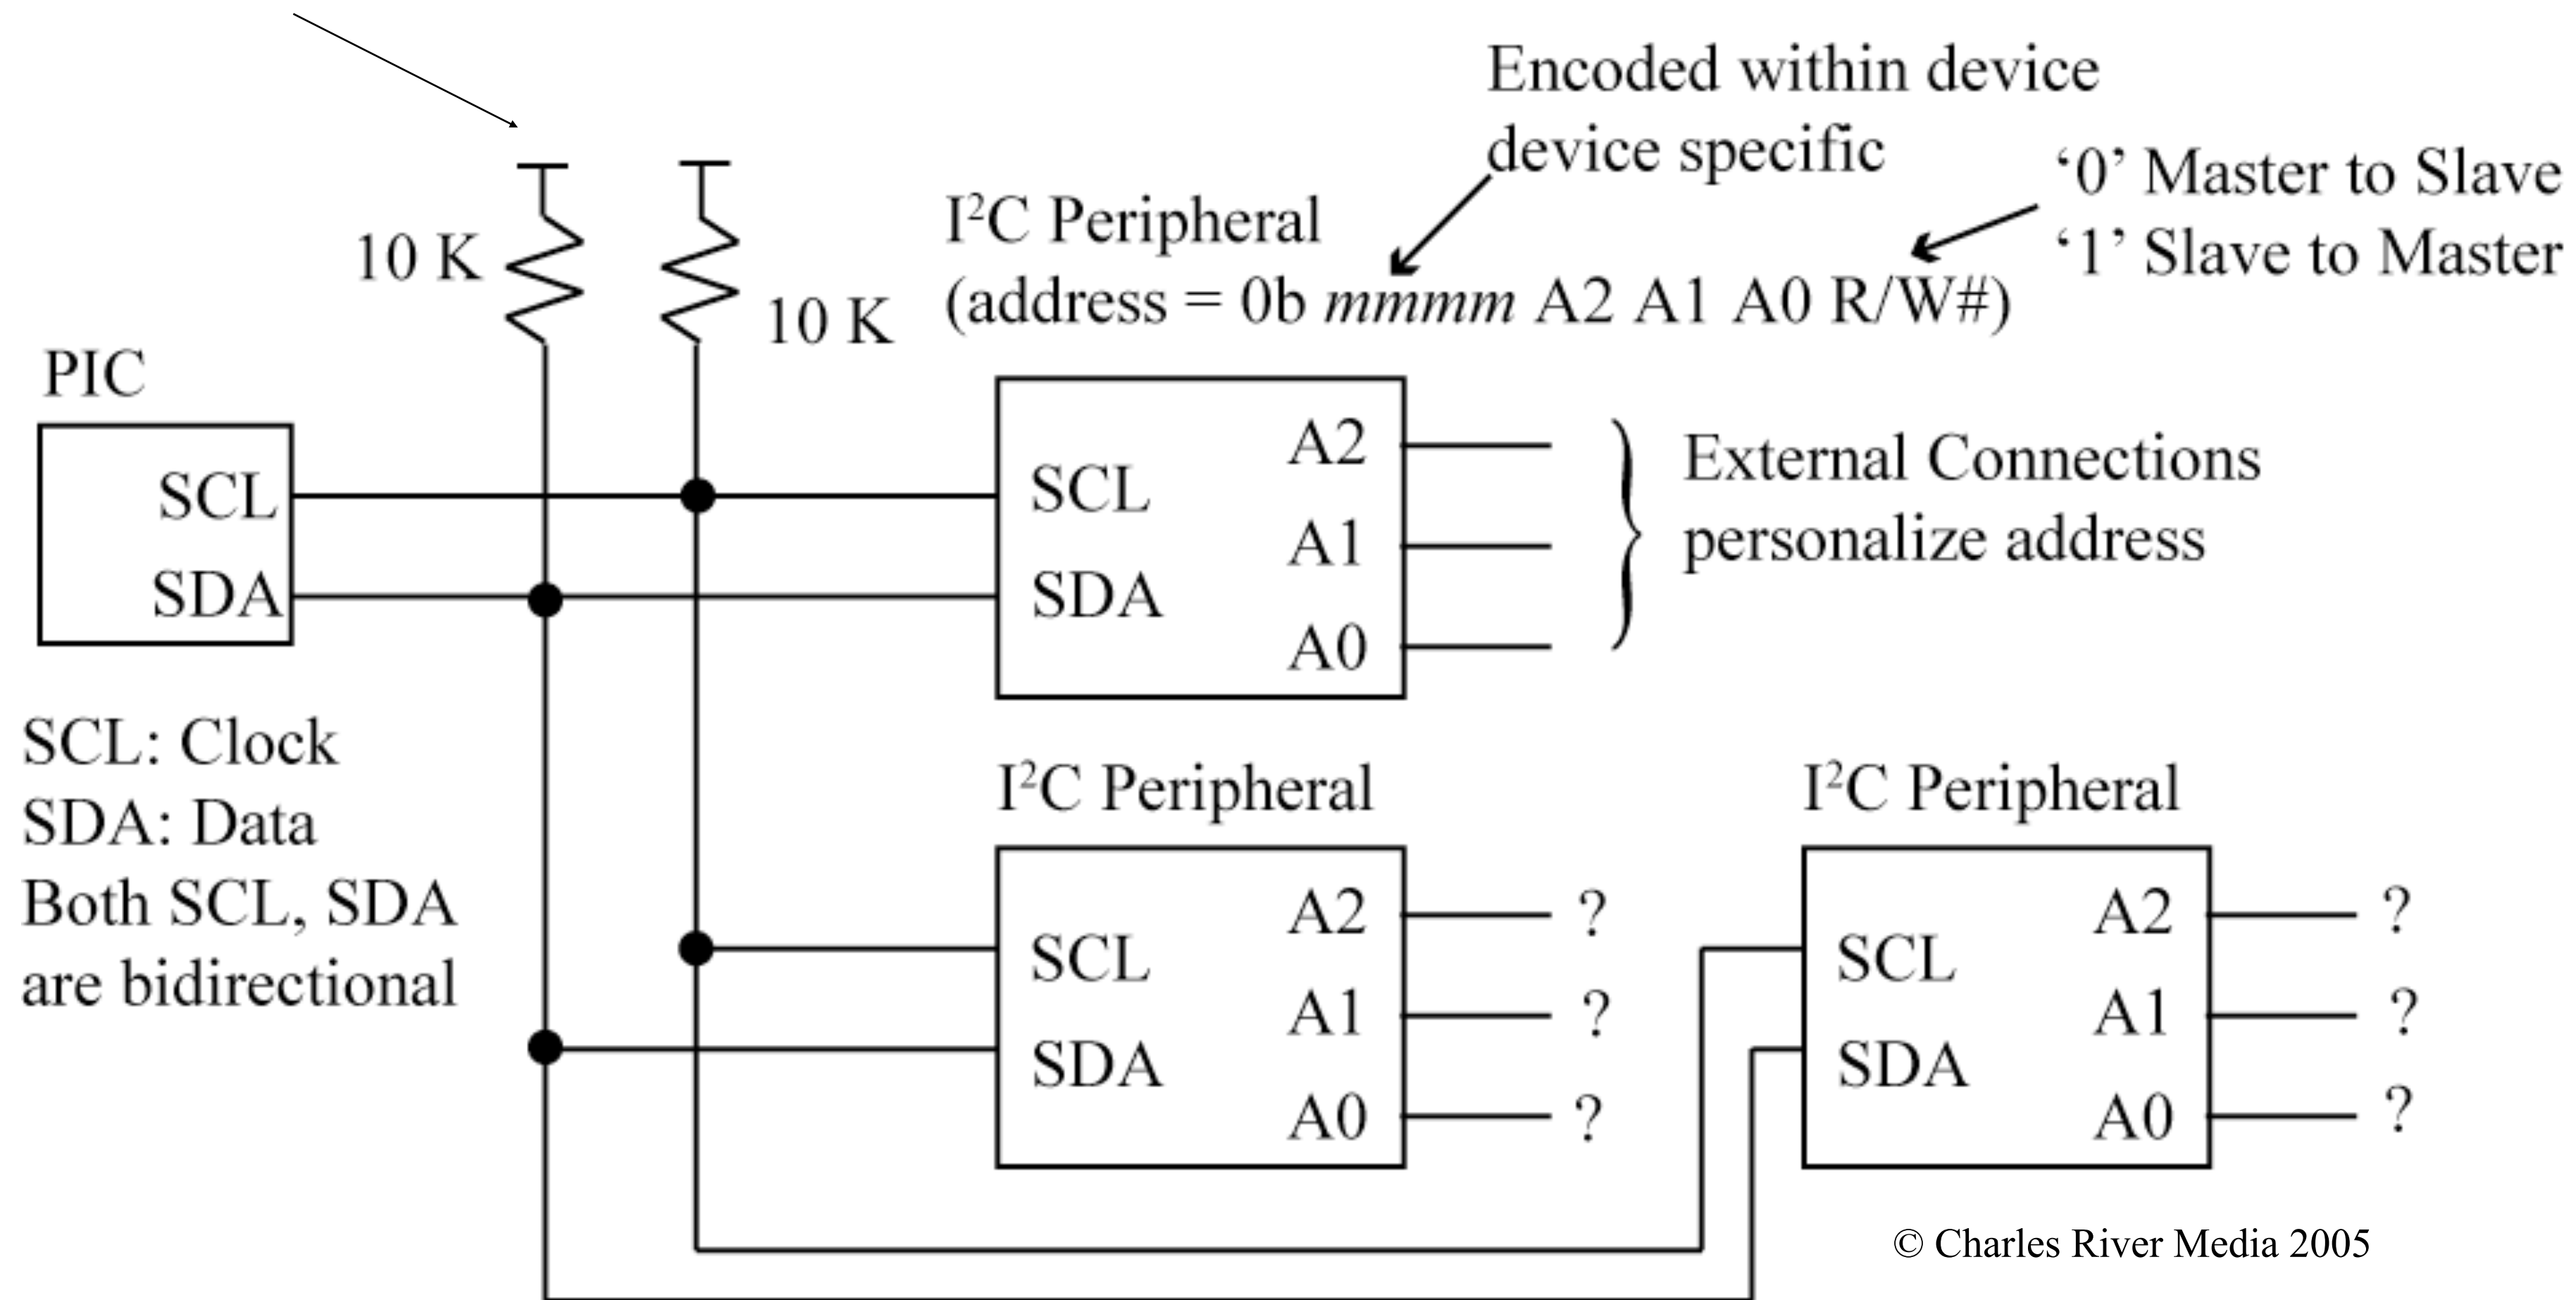 Encoded within device
device specific
‘0’ Master to Slave
‘1’ Slave to Master
I²C Peripheral
(address = 0b mmmm A2 A1 A0 R/W#)
10 K
10 K
PIC
SCL
SDA
SCL
SDA
A2
A1
A0
External Connections
personalize address
SCL: Clock
SDA: Data
Both SCL, SDA
are bidirectional
I²C Peripheral
SCL
SDA
A2 ?
A1 ?
A0 ?
I²C Peripheral
SCL
SDA
A2 ?
A1 ?
A0 ?
© Charles River Media 2005